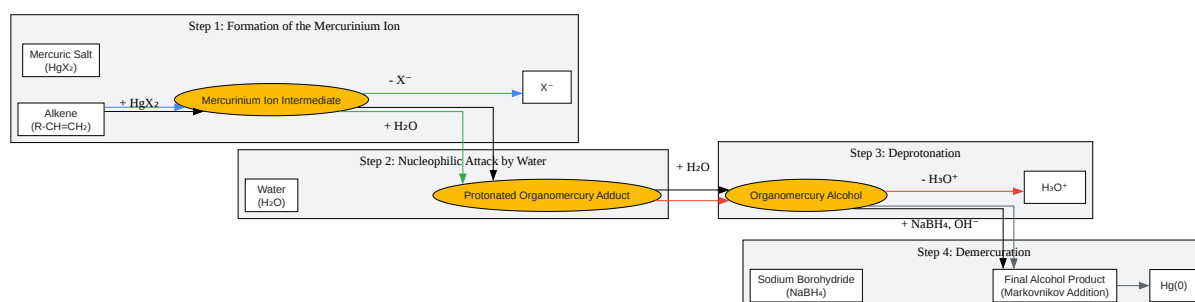 Step 1: Formation of the Mercurinium Ion
Mercuric Salt
(HgX₂)
- X⁻
X⁻
+ HgX₂
Mercurinium Ion Intermediate
Alkene
(R-CH=CH₂)
+ H₂O
Step 2: Nucleophilic Attack by Water
Water
(H₂O)
Protonated Organomercury Adduct
+ H₂O
Step 3: Deprotonation
- H₃O⁺
Organomercury Alcohol
H₃O⁺
+ NaBH₄, OH⁻
Step 4: Demercuration
Sodium Borohydride
(NaBH₄)
Final Alcohol Product
(Markovnikov Addition)
Hg(0)